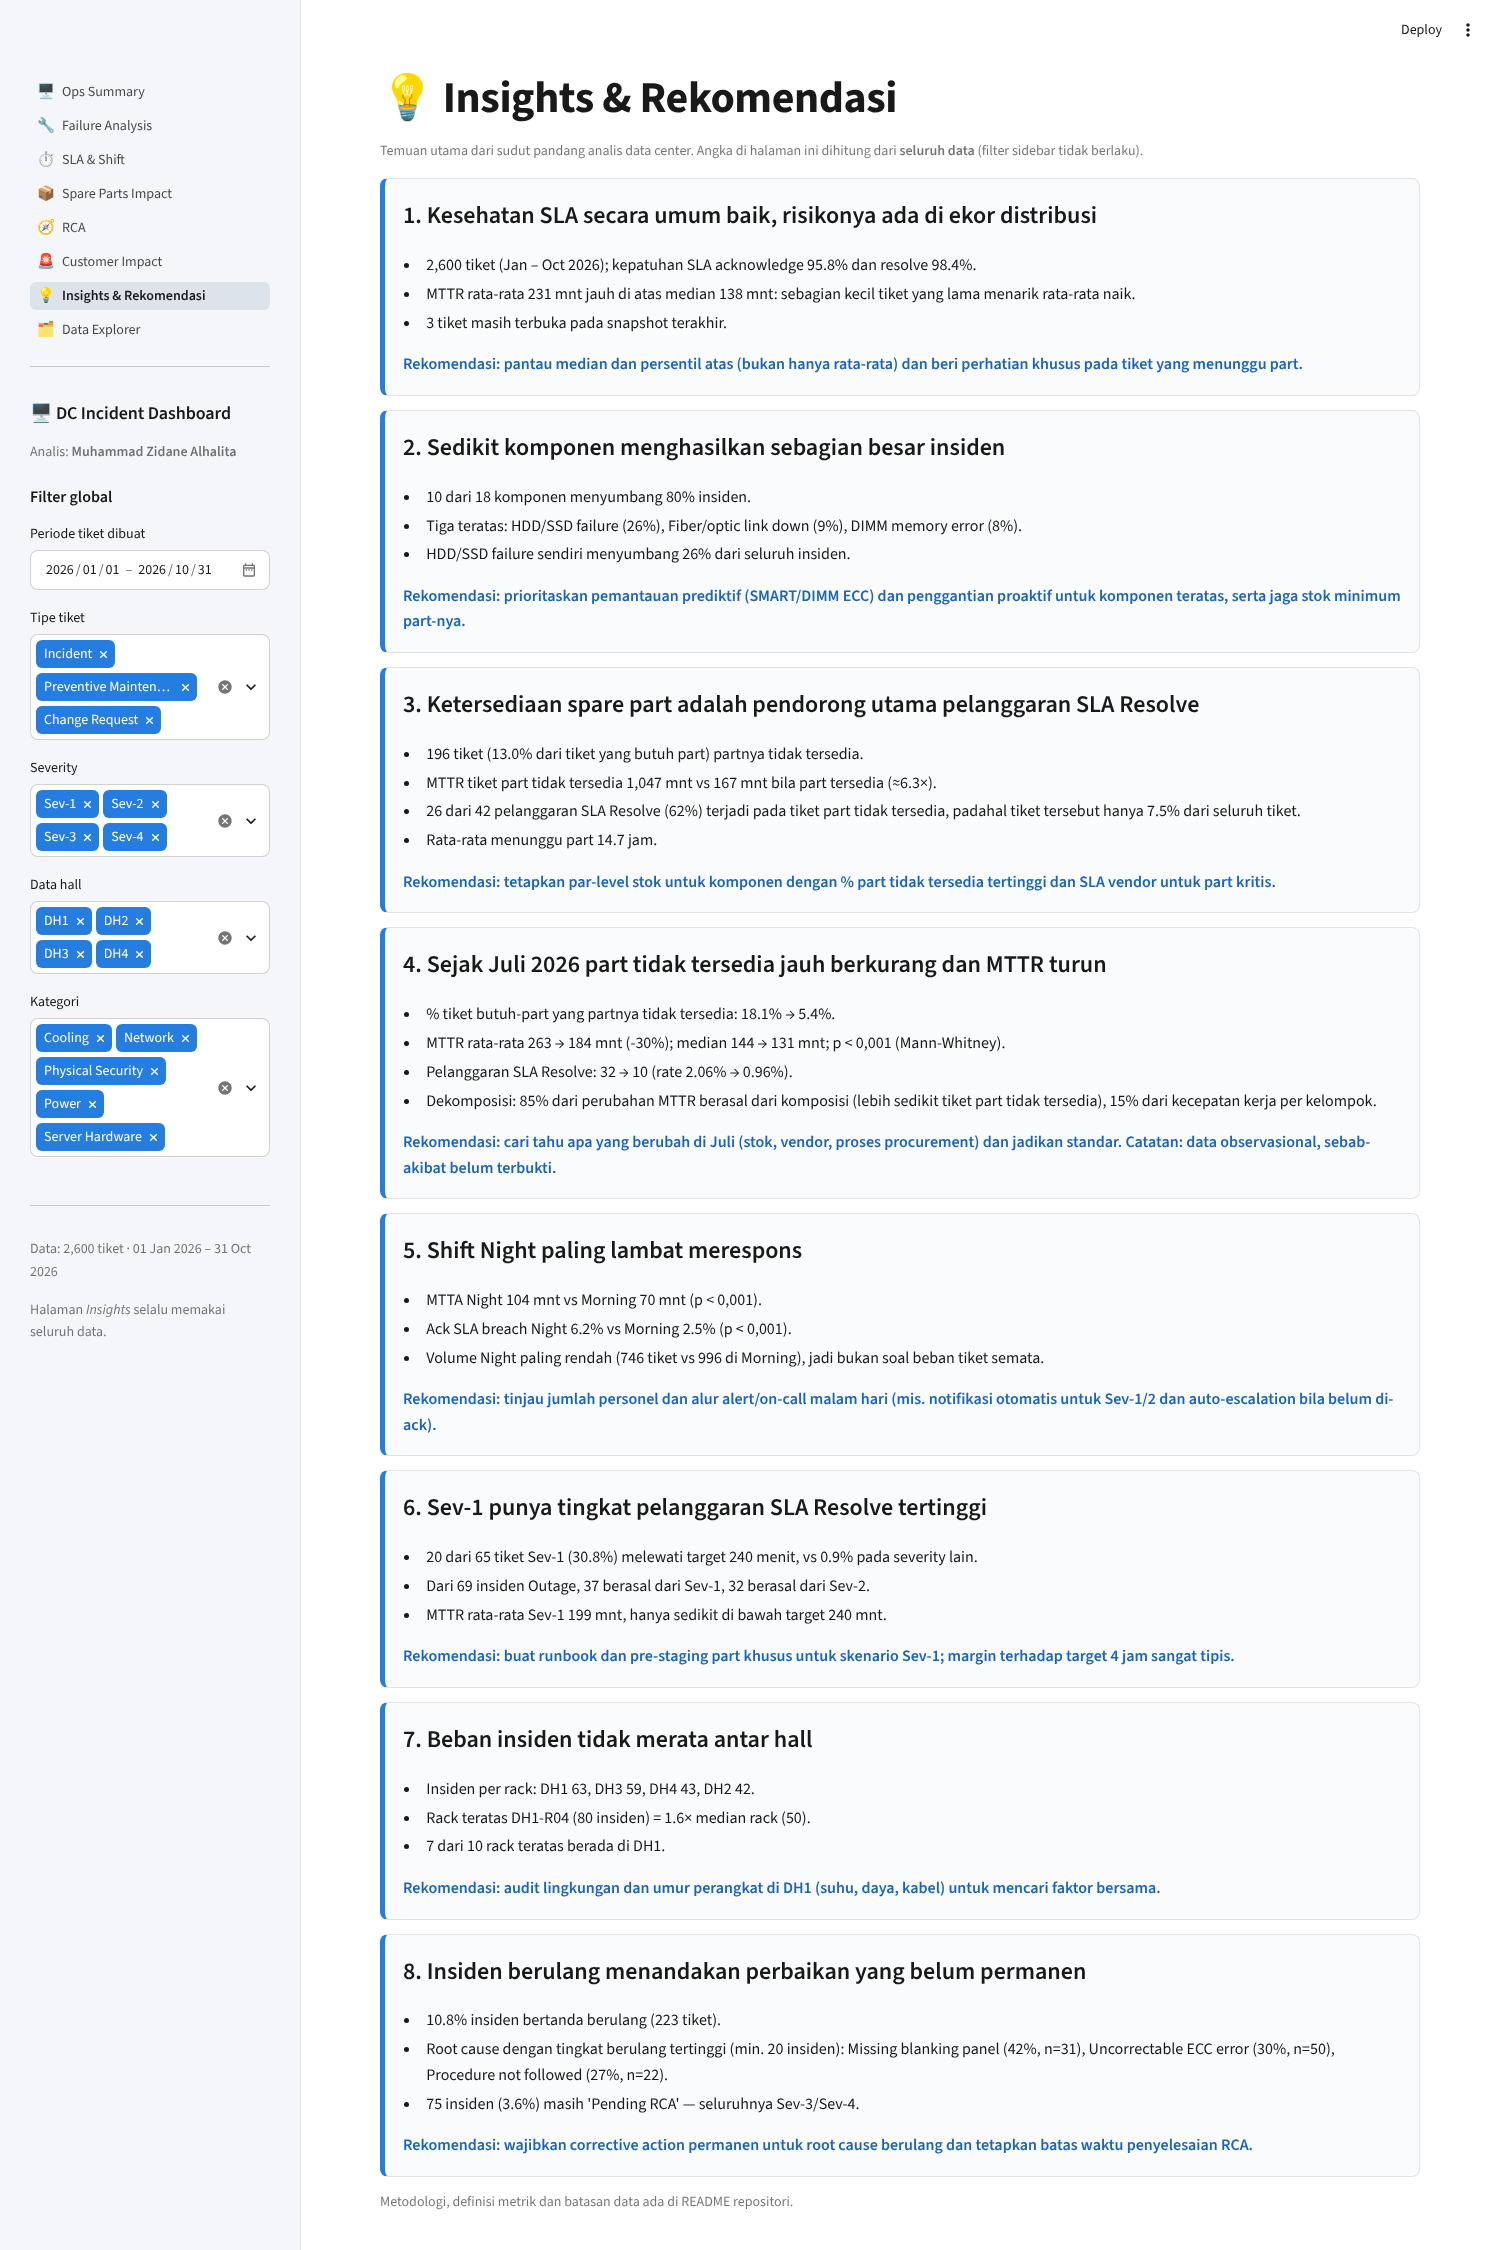 Deploy
Ops Summary
Failure Analysis
SLA & Shift
Spare Parts Impact
RCA
Customer Impact
Insights & Rekomendasi
Data Explorer
DC Incident Dashboard
Analis: Muhammad Zidane Alhalita
Filter global
Periode tiket dibuat
2026 / 01 / 01 – 2026 / 10 / 31
Tipe tiket
Incident
Preventive Mainten...
Change Request
Severity
Sev-1 Sev-2
Sev-3 Sev-4
Data hall
DH1 DH2
DH3 DH4
Kategori
Cooling Network
Physical Security
Power
Server Hardware
Data: 2,600 tiket · 01 Jan 2026 – 31 Oct
2026
Halaman Insights selalu memakai
seluruh data.
Insights & Rekomendasi
Temuan utama dari sudut pandang analis data center. Angka di halaman ini dihitung dari seluruh data (filter sidebar tidak berlaku).
1. Kesehatan SLA secara umum baik, risikonya ada di ekor distribusi
• 2,600 tiket (Jan – Oct 2026); kepatuhan SLA acknowledge 95.8% dan resolve 98.4%.
• MTTR rata-rata 231 mnt jauh di atas median 138 mnt: sebagian kecil tiket yang lama menarik rata-rata naik.
• 3 tiket masih terbuka pada snapshot terakhir.
Rekomendasi: pantau median dan persentil atas (bukan hanya rata-rata) dan beri perhatian khusus pada tiket yang menunggu part.
2. Sedikit komponen menghasilkan sebagian besar insiden
• 10 dari 18 komponen menyumbang 80% insiden.
• Tiga teratas: HDD/SSD failure (26%), Fiber/optic link down (9%), DIMM memory error (8%).
• HDD/SSD failure sendiri menyumbang 26% dari seluruh insiden.
Rekomendasi: prioritaskan pemantauan prediktif (SMART/DIMM ECC) dan penggantian proaktif untuk komponen teratas, serta jaga stok minimum
part-nya.
3. Ketersediaan spare part adalah pendorong utama pelanggaran SLA Resolve
• 196 tiket (13.0% dari tiket yang butuh part) partnya tidak tersedia.
• MTTR tiket part tidak tersedia 1,047 mnt vs 167 mnt bila part tersedia (≈6.3×).
• 26 dari 42 pelanggaran SLA Resolve (62%) terjadi pada tiket part tidak tersedia, padahal tiket tersebut hanya 7.5% dari seluruh tiket.
• Rata-rata menunggu part 14.7 jam.
Rekomendasi: tetapkan par-level stok untuk komponen dengan % part tidak tersedia tertinggi dan SLA vendor untuk part kritis.
4. Sejak Juli 2026 part tidak tersedia jauh berkurang dan MTTR turun
• % tiket butuh-part yang partnya tidak tersedia: 18.1% → 5.4%.
• MTTR rata-rata 263 → 184 mnt (-30%); median 144 → 131 mnt; p < 0,001 (Mann-Whitney).
• Pelanggaran SLA Resolve: 32 → 10 (rate 2.06% → 0.96%).
• Dekomposisi: 85% dari perubahan MTTR berasal dari komposisi (lebih sedikit tiket part tidak tersedia), 15% dari kecepatan kerja per kelompok.
Rekomendasi: cari tahu apa yang berubah di Juli (stok, vendor, proses procurement) dan jadikan standar. Catatan: data observasional, sebab-
akibat belum terbukti.
5. Shift Night paling lambat merespons
• MTTA Night 104 mnt vs Morning 70 mnt (p < 0,001).
• Ack SLA breach Night 6.2% vs Morning 2.5% (p < 0,001).
• Volume Night paling rendah (746 tiket vs 996 di Morning), jadi bukan soal beban tiket semata.
Rekomendasi: tinjau jumlah personel dan alur alert/on-call malam hari (mis. notifikasi otomatis untuk Sev-1/2 dan auto-escalation bila belum di-
ack).
6. Sev-1 punya tingkat pelanggaran SLA Resolve tertinggi
• 20 dari 65 tiket Sev-1 (30.8%) melewati target 240 menit, vs 0.9% pada severity lain.
• Dari 69 insiden Outage, 37 berasal dari Sev-1, 32 berasal dari Sev-2.
• MTTR rata-rata Sev-1 199 mnt, hanya sedikit di bawah target 240 mnt.
Rekomendasi: buat runbook dan pre-staging part khusus untuk skenario Sev-1; margin terhadap target 4 jam sangat tipis.
7. Beban insiden tidak merata antar hall
• Insiden per rack: DH1 63, DH3 59, DH4 43, DH2 42.
• Rack teratas DH1-R04 (80 insiden) = 1.6× median rack (50).
• 7 dari 10 rack teratas berada di DH1.
Rekomendasi: audit lingkungan dan umur perangkat di DH1 (suhu, daya, kabel) untuk mencari faktor bersama.
8. Insiden berulang menandakan perbaikan yang belum permanen
• 10.8% insiden bertanda berulang (223 tiket).
• Root cause dengan tingkat berulang tertinggi (min. 20 insiden): Missing blanking panel (42%, n=31), Uncorrectable ECC error (30%, n=50),
Procedure not followed (27%, n=22).
• 75 insiden (3.6%) masih 'Pending RCA' — seluruhnya Sev-3/Sev-4.
Rekomendasi: wajibkan corrective action permanen untuk root cause berulang dan tetapkan batas waktu penyelesaian RCA.
Metodologi, definisi metrik dan batasan data ada di README repositori.